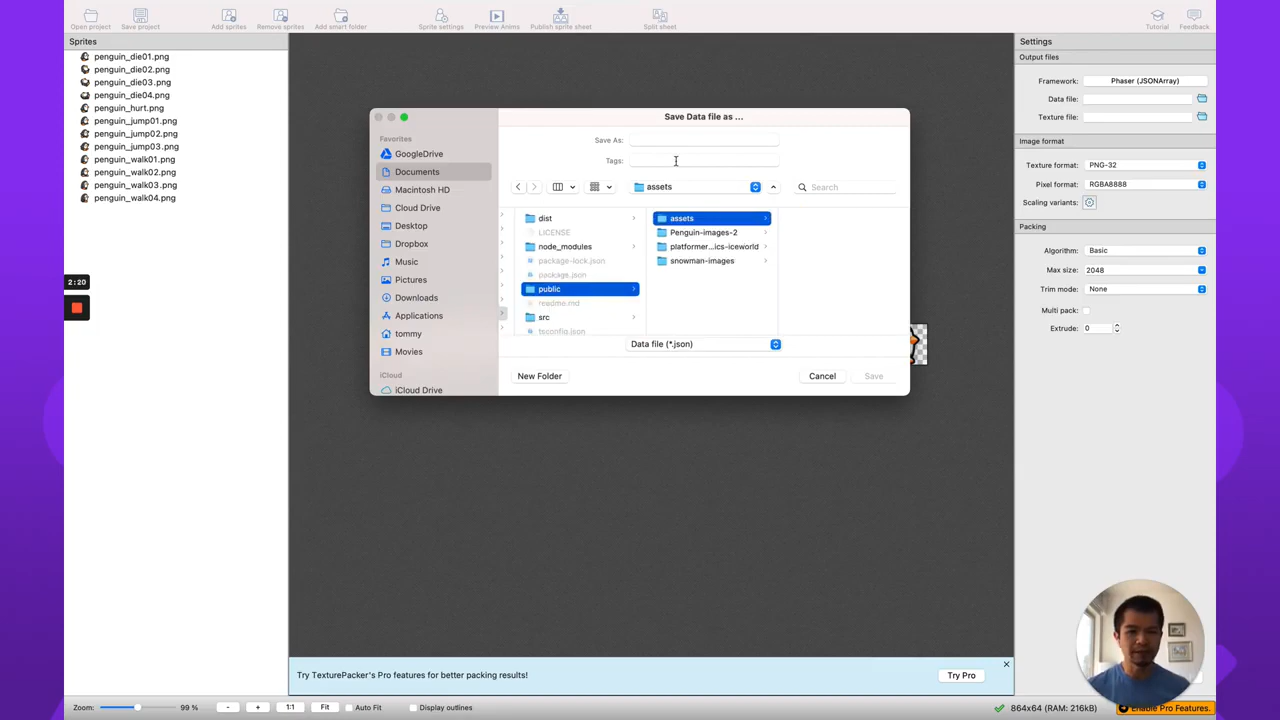 Open project
Save project
Add sprites
Remove sprites
Add smart folder
Sprite settings
Preview Anims
Publish sprite sheet
Split sheet
Tutorial
Feedback
Sprites
penguin_die01.png
penguin_die02.png
penguin_die03.png
penguin_die04.png
penguin_hurt.png
penguin_jump01.png
penguin_jump02.png
penguin_jump03.png
penguin_walk01.png
penguin_walk02.png
penguin_walk03.png
penguin_walk04.png
2:20
Save Data file as ...
Save As:
Tags:
assets
Search
Favorites
GoogleDrive
Documents
Macintosh HD
Cloud Drive
Desktop
Dropbox
Music
Pictures
Downloads
Applications
tommy
Movies
iCloud
iCloud Drive
dist
LICENSE
node_modules
package-lock.json
package.json
public
readme.md
src
tsconfig.json
assets
Penguin-images-2
platformer...ics-iceworld
snowman-images
Data file (*.json)
New Folder
Cancel
Save
Settings
Output files
Framework: Phaser (JSONArray)
Data file:
Texture file:
Image format
Texture format: PNG-32
Pixel format: RGBA8888
Scaling variants:
Packing
Algorithm: Basic
Max size: 2048
Trim mode: None
Multi pack:
Extrude: 0
Try TexturePacker's Pro features for better packing results!
Try Pro
Zoom: 99 %
-
+
1:1
Fit
Auto Fit
Display outlines
864x64 (RAM: 216kB)
Enable Pro Features.